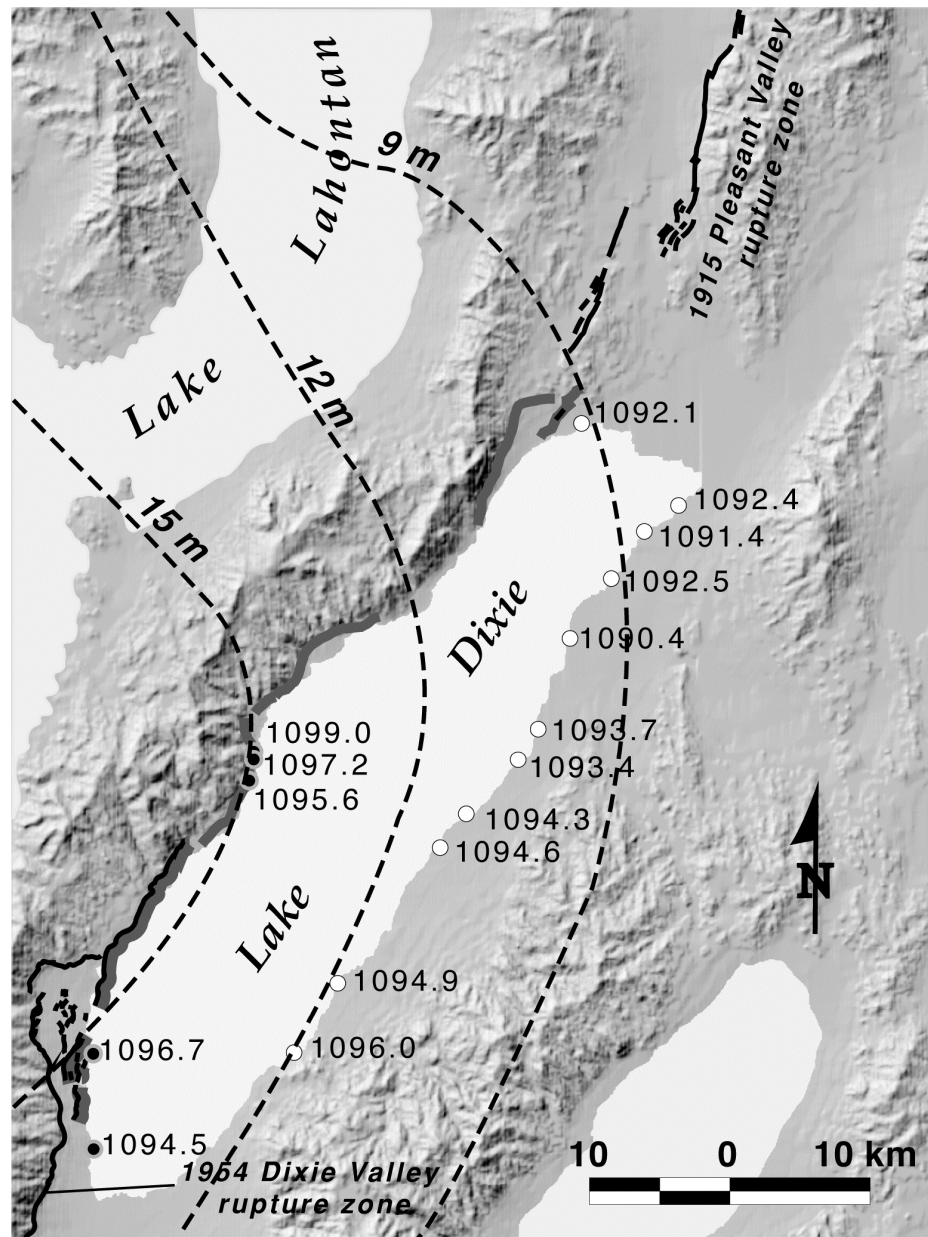 Lahontan
9 m
1915 Pleasant Valley
rupture zone
Lake
12 m
15 m
1092.1
1092.4
1091.4
1092.5
Dixie
1090.4
1099.0
1097.2
1095.6
1093.7
1093.4
1094.3
1094.6
N
Lake
1094.9
1096.7
1096.0
1094.5
1954 Dixie Valley
rupture zone
10 0 10 km